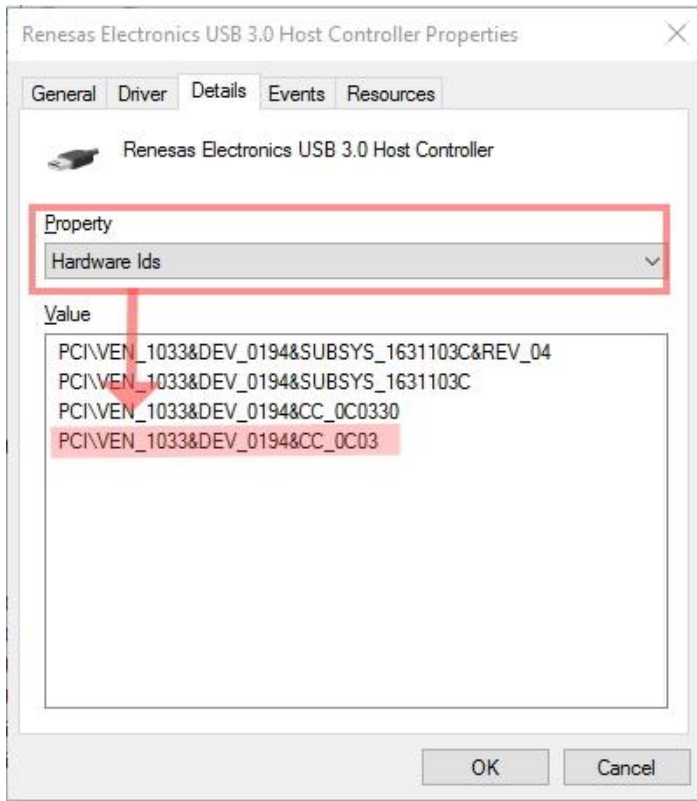 Renesas Electronics USB 3.0 Host Controller Properties
General Driver Details Events Resources
Renesas Electronics USB 3.0 Host Controller
Property
Hardware Ids
Value
PCI\VEN_1033&DEV_0194&SUBSYS_1631103C&REV_04
PCI\VEN_1033&DEV_0194&SUBSYS_1631103C
PCI\VEN_1033&DEV_0194&CC_0C0330
PCI\VEN_1033&DEV_0194&CC_0C03
OK Cancel